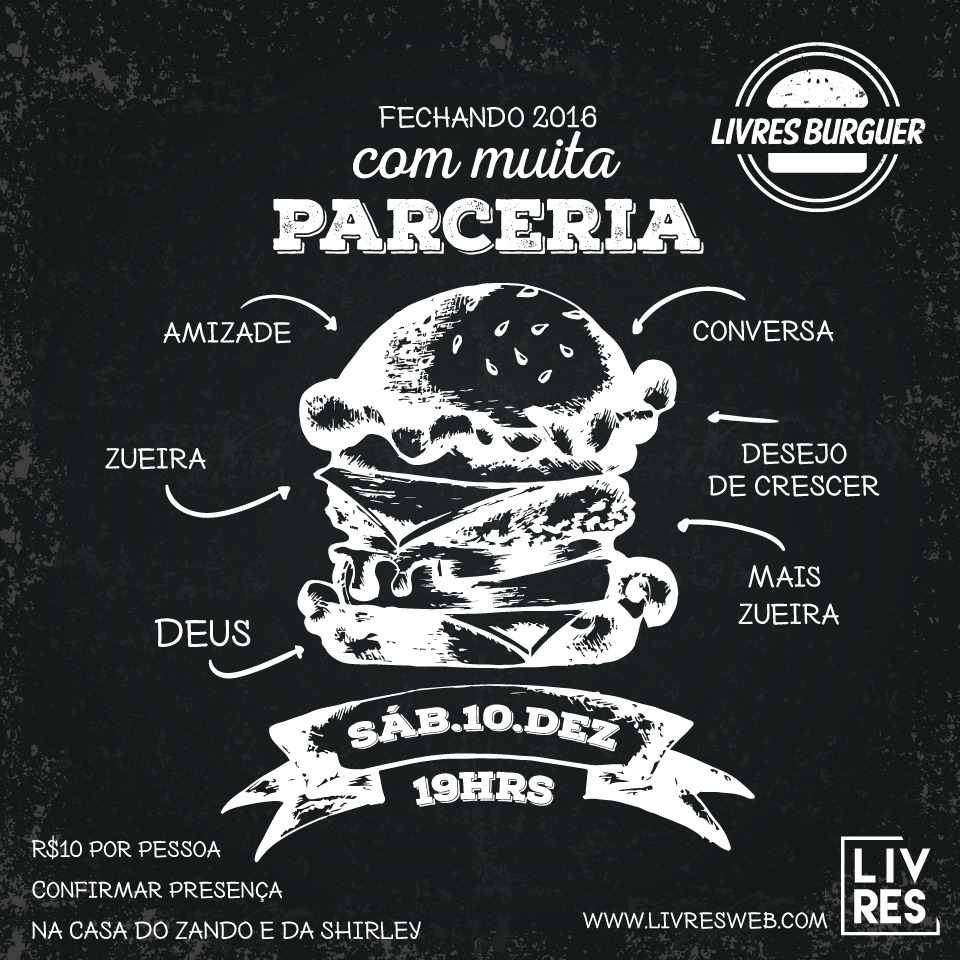 FECHANDO 2016
com muita
PARCERIA
LIVRES BURGUER
AMIZADE
CONVERSA
ZUEIRA
DESEJO
DE CRESCER
MAIS
ZUEIRA
DEUS
SÁB.10.DEZ
19HRS
R$10 POR PESSOA
CONFIRMAR PRESENÇA
NA CASA DO ZANDO E DA SHIRLEY
WWW.LIVRESWEB.COM
LIV
RES